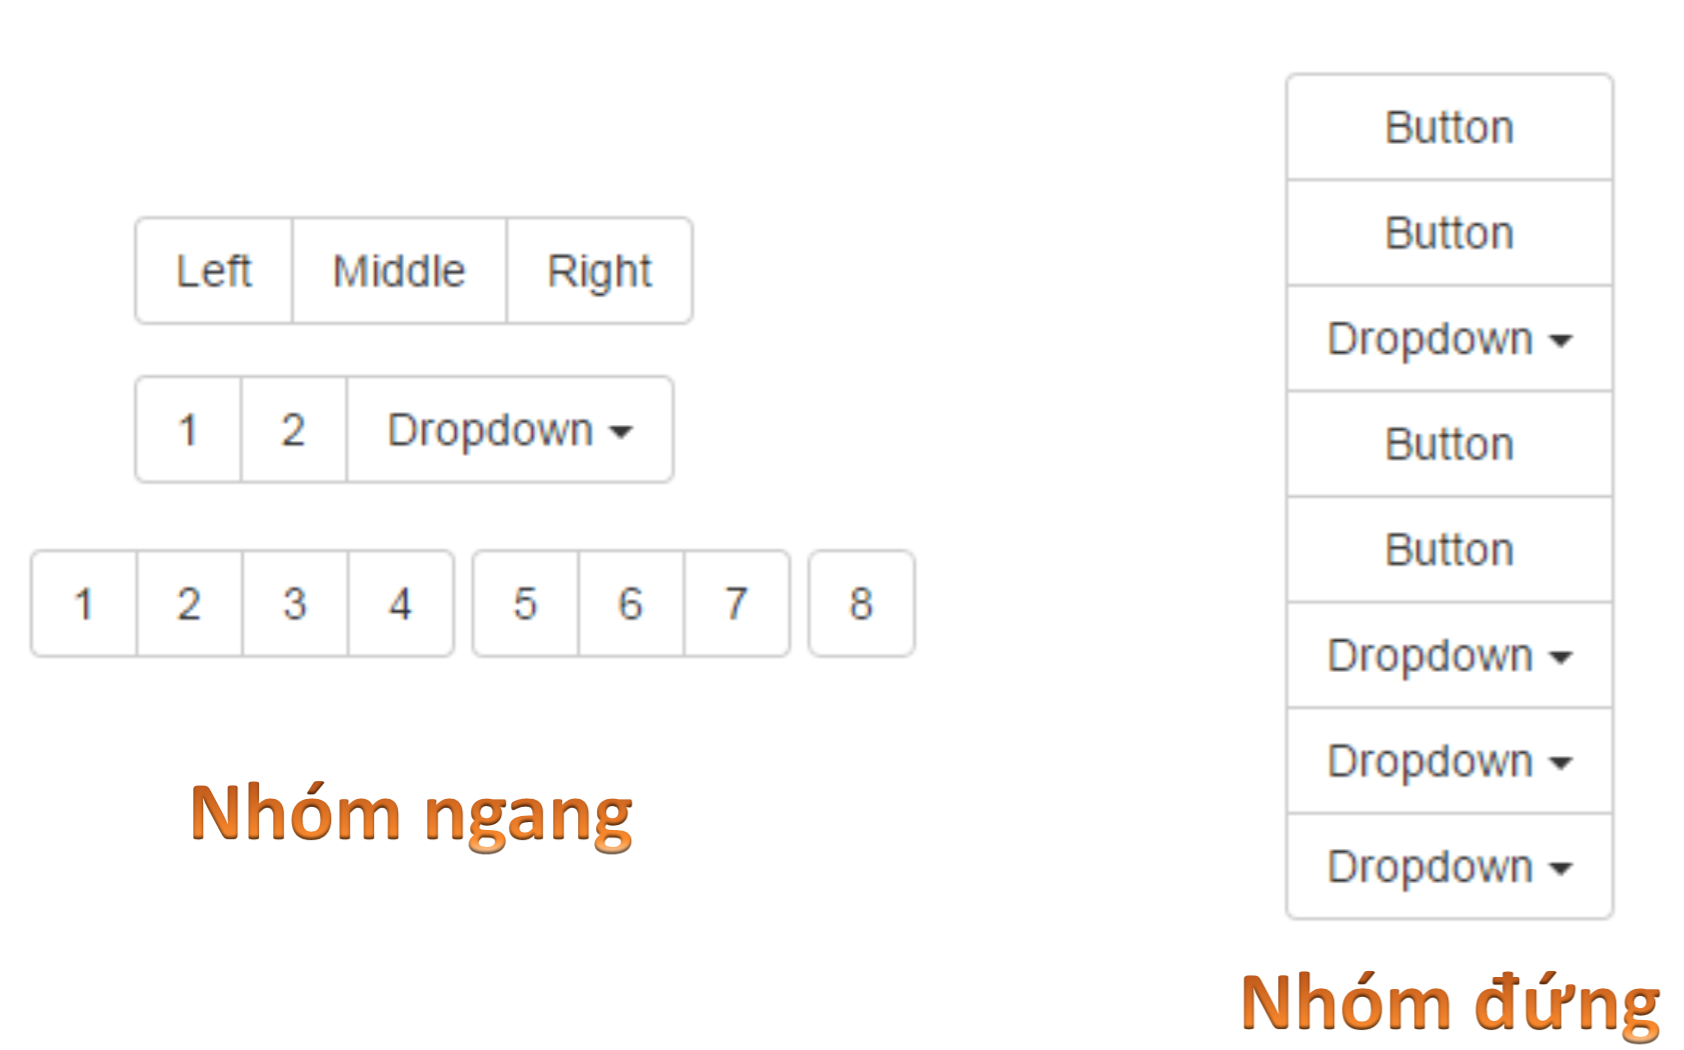 Left Middle Right
1 2 Dropdown
1 2 3 4 5 6 7 8
Nhóm ngang
Button
Button
Dropdown
Button
Button
Dropdown
Dropdown
Dropdown
Nhóm đứng